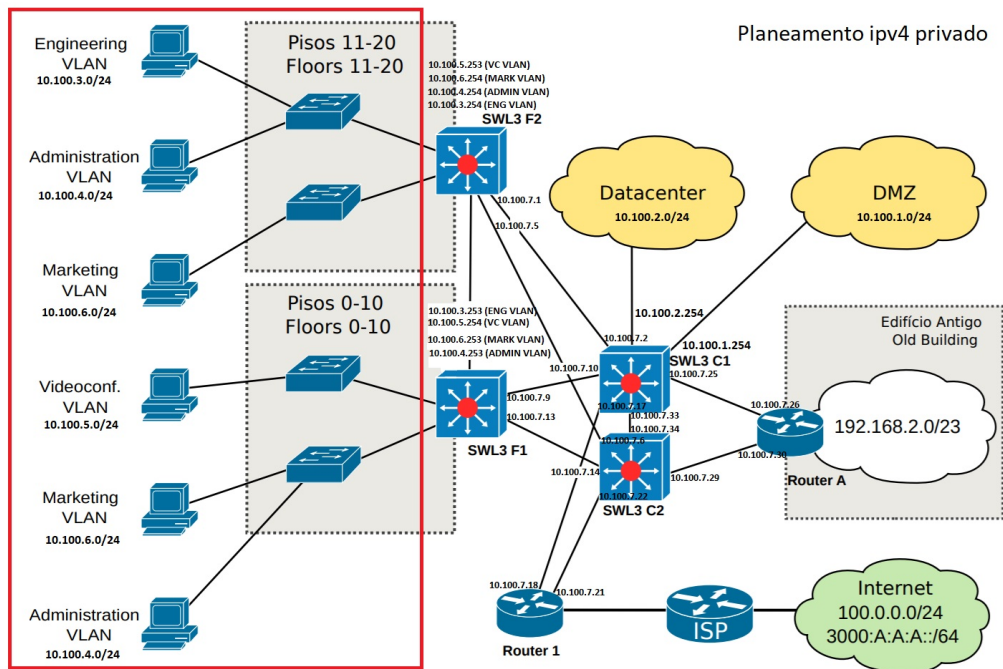 Planeamento ipv4 privado
Engineering
VLAN
10.100.3.0/24
Administration
VLAN
10.100.4.0/24
Marketing
VLAN
10.100.6.0/24
Videoconf.
VLAN
10.100.5.0/24
Marketing
VLAN
10.100.6.0/24
Administration
VLAN
10.100.4.0/24
Pisos 11-20
Floors 11-20
Pisos 0-10
Floors 0-10
10.100.5.253 (VC VLAN)
10.100.6.254 (MARK VLAN)
10.100.4.254 (ADMIN VLAN)
10.100.3.254 (ENG VLAN)
SWL3 F2
10.100.7.1
10.100.7.5
10.100.3.253 (ENG VLAN)
10.100.5.254 (VC VLAN)
10.100.6.253 (MARK VLAN)
10.100.4.253 (ADMIN VLAN)
10.100.7.9
10.100.7.13
SWL3 F1
Datacenter
10.100.2.0/24
DMZ
10.100.1.0/24
10.100.2.254
10.100.1.254
10.100.7.2
SWL3 C1
10.100.7.10
10.100.7.25
10.100.7.17
10.100.7.33
10.100.7.34
10.100.7.6
10.100.7.14
10.100.7.29
10.100.7.22
SWL3 C2
Edifício Antigo
Old Building
10.100.7.26
192.168.2.0/23
10.100.7.30
Router A
10.100.7.18
10.100.7.21
Router 1
ISP
Internet
100.0.0.0/24
3000:A:A:A::/64